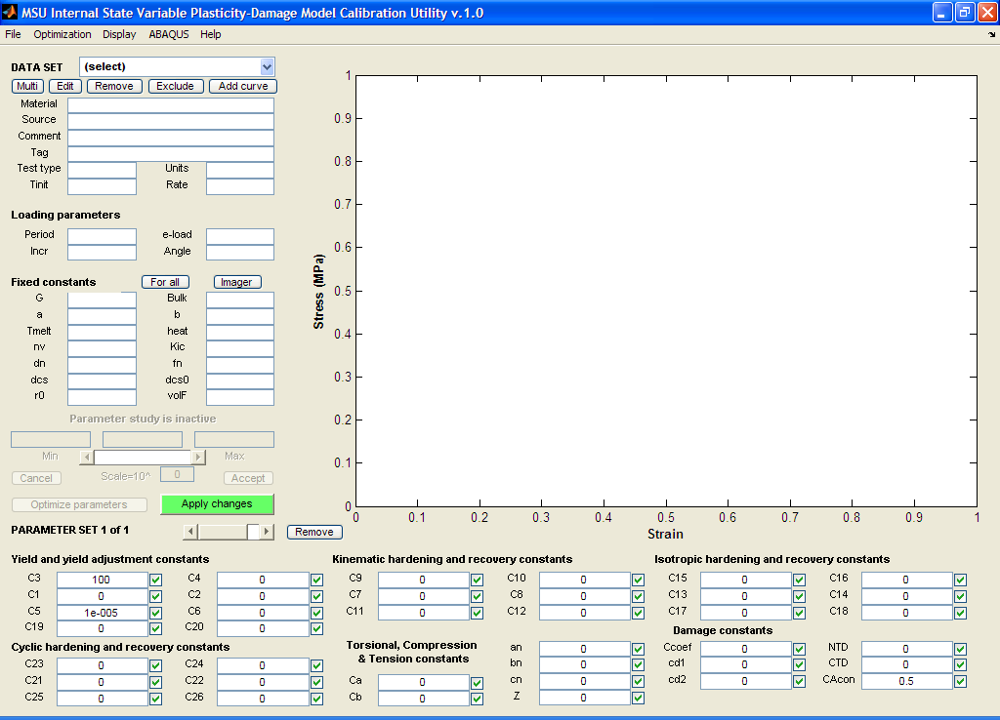 MSU Internal State Variable Plasticity-Damage Model Calibration Utility v.1.0
File Optimization Display ABAQUS Help
DATA SET (select)
Multi Edit Remove Exclude Add curve
Material
Source
Comment
Tag
Test type Units
Tinit Rate
Loading parameters
Period e-load
Incr Angle
Fixed constants For all Imager
G Bulk
a b
Tmelt heat
nv Kic
dn fn
dcs dcs0
r0 volF
Parameter study is inactive
Min Max
Cancel Scale=10^ 0 Accept
Optimize parameters Apply changes
PARAMETER SET 1 of 1 Remove
1
0.9
0.8
0.7
0.6
0.5
0.4
0.3
0.2
0.1
0
Stress (MPa)
0 0.1 0.2 0.3 0.4 0.5 0.6 0.7 0.8 0.9 1
Strain
Yield and yield adjustment constants
C3 100 C4 0
C1 0 C2 0
C5 1e-005 C6 0
C19 0 C20 0
Cyclic hardening and recovery constants
C23 0 C24 0
C21 0 C22 0
C25 0 C26 0
Kinematic hardening and recovery constants
C9 0 C10 0
C7 0 C8 0
C11 0 C12 0
Torsional, Compression
& Tension constants
Ca 0
Cb 0
an 0
bn 0
cn 0
Z 0
Isotropic hardening and recovery constants
C15 0 C16 0
C13 0 C14 0
C17 0 C18 0
Damage constants
Ccoef 0 NTD 0
cd1 0 CTD 0
cd2 0 CAcon 0.5